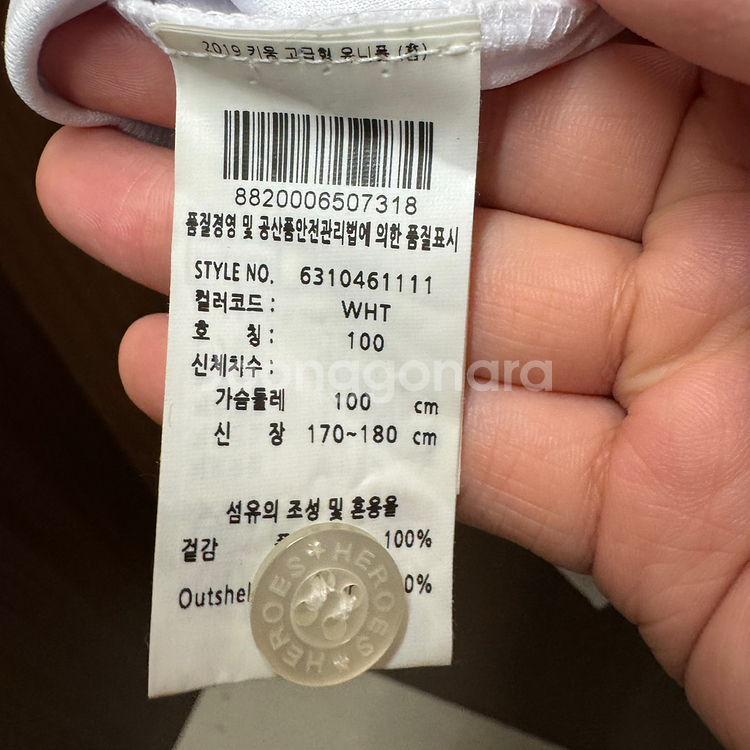 2019 키움 고급형 유니폼 (홈)
8820006507318
품질경영 및 공산품안전관리법에 의한 품질표시
STYLE NO. 6310461111
컬러코드 : WHT
호 칭 : 100
신체치수 :
가슴둘레 100 cm
신 장 170~180 cm
섬유의 조성 및 혼용율
겉감 100%
Outshel 0%
HEROES HEROES